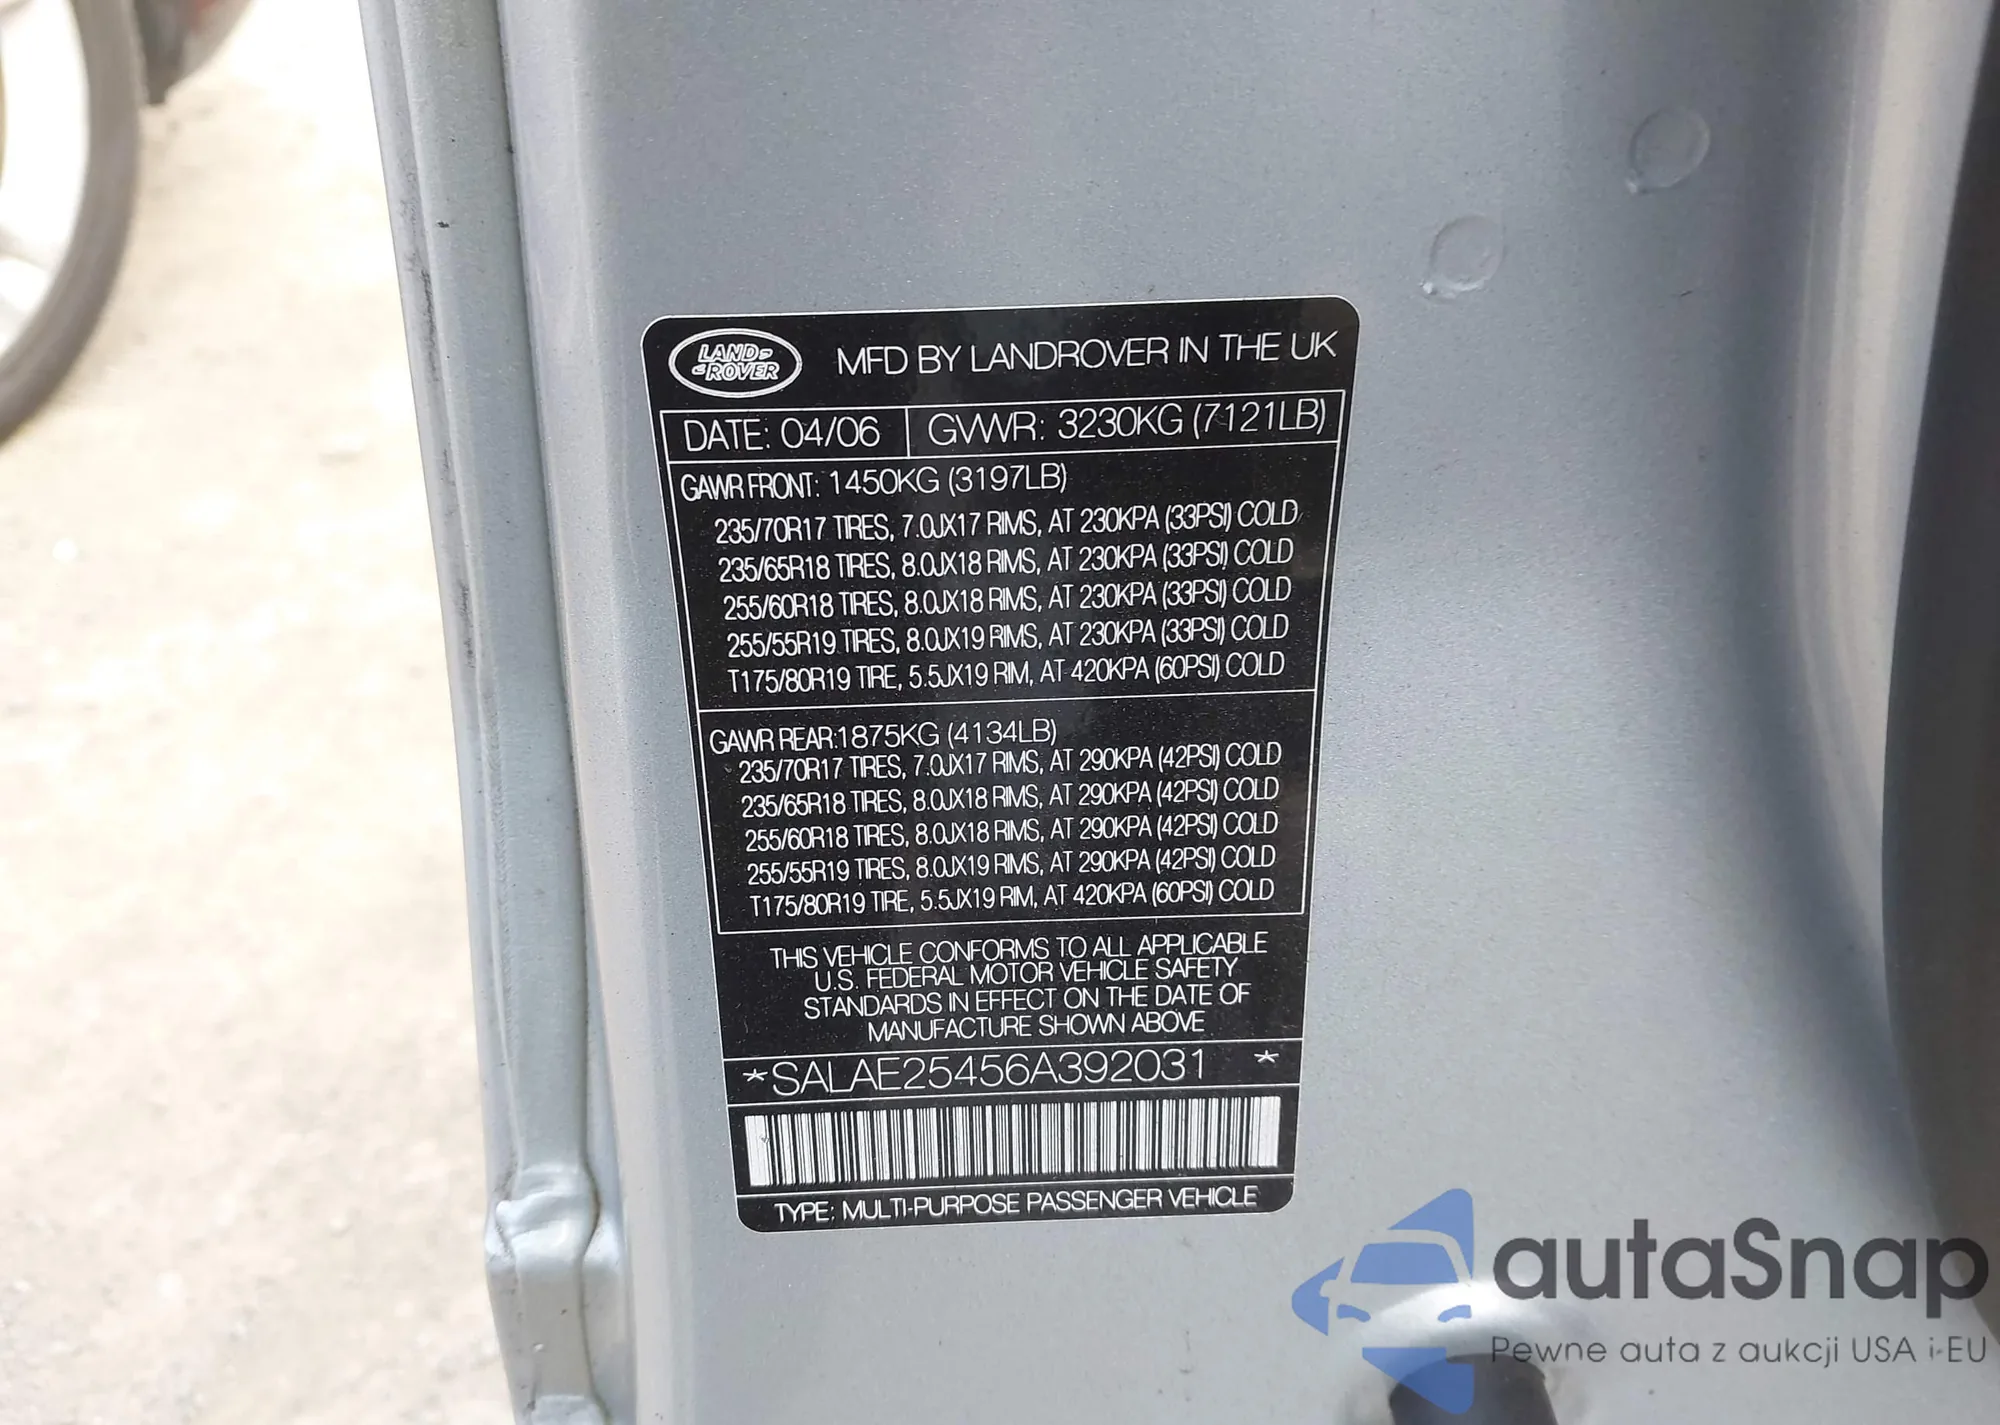 LAND
ROVER
MFD BY LANDROVER IN THE UK
DATE: 04/06 GVWR: 3230KG (7121LB)
GAWR FRONT: 1450KG (3197LB)
235/70R17 TIRES, 7.0JX17 RIMS, AT 230KPA (33PSI) COLD
235/65R18 TIRES, 8.0JX18 RIMS, AT 230KPA (33PSI) COLD
255/60R18 TIRES, 8.0JX18 RIMS, AT 230KPA (33PSI) COLD
255/55R19 TIRES, 8.0JX19 RIMS, AT 230KPA (33PSI) COLD
T175/80R19 TIRE, 5.5JX19 RIM, AT 420KPA (60PSI) COLD
GAWR REAR:1875KG (4134LB)
235/70R17 TIRES, 7.0JX17 RIMS, AT 290KPA (42PSI) COLD
235/65R18 TIRES, 8.0JX18 RIMS, AT 290KPA (42PSI) COLD
255/60R18 TIRES, 8.0JX18 RIMS, AT 290KPA (42PSI) COLD
255/55R19 TIRES, 8.0JX19 RIMS, AT 290KPA (42PSI) COLD
T175/80R19 TIRE, 5.5JX19 RIM, AT 420KPA (60PSI) COLD
THIS VEHICLE CONFORMS TO ALL APPLICABLE
U.S. FEDERAL MOTOR VEHICLE SAFETY
STANDARDS IN EFFECT ON THE DATE OF
MANUFACTURE SHOWN ABOVE
*SALAE25456A392031 *
TYPE: MULTI-PURPOSE PASSENGER VEHICLE
autaSnap
Pewne auta z aukcji USA i EU